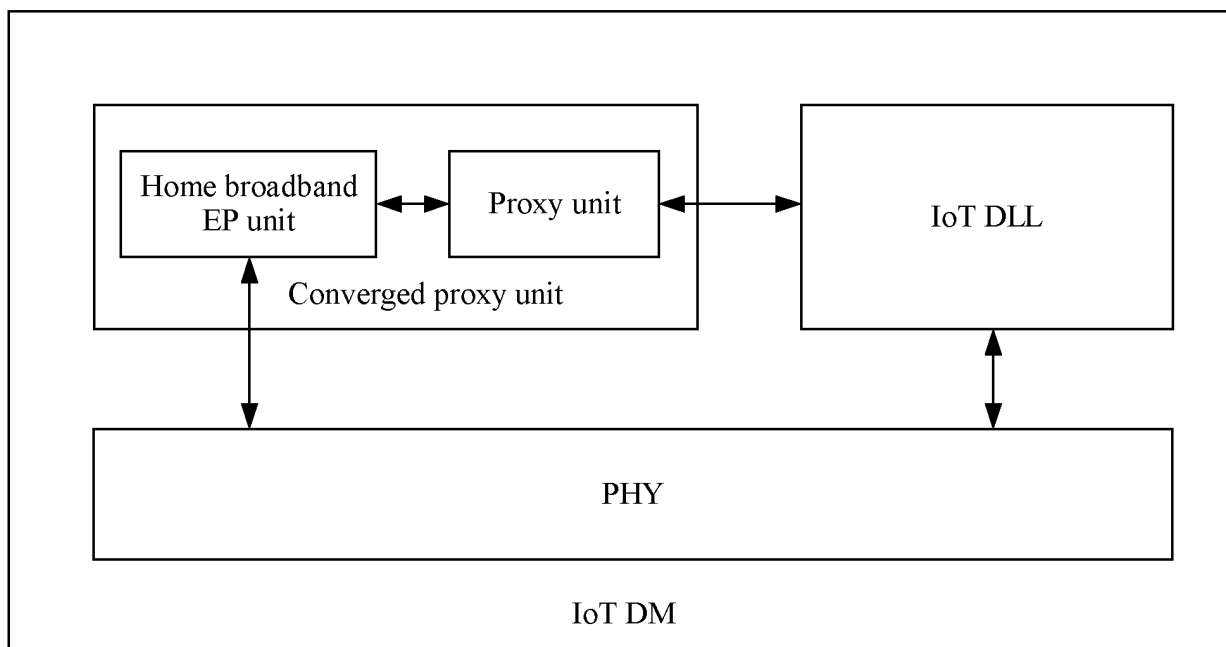 Home broadband
EP unit
Proxy unit
IoT DLL
Converged proxy unit
PHY
IoT DM